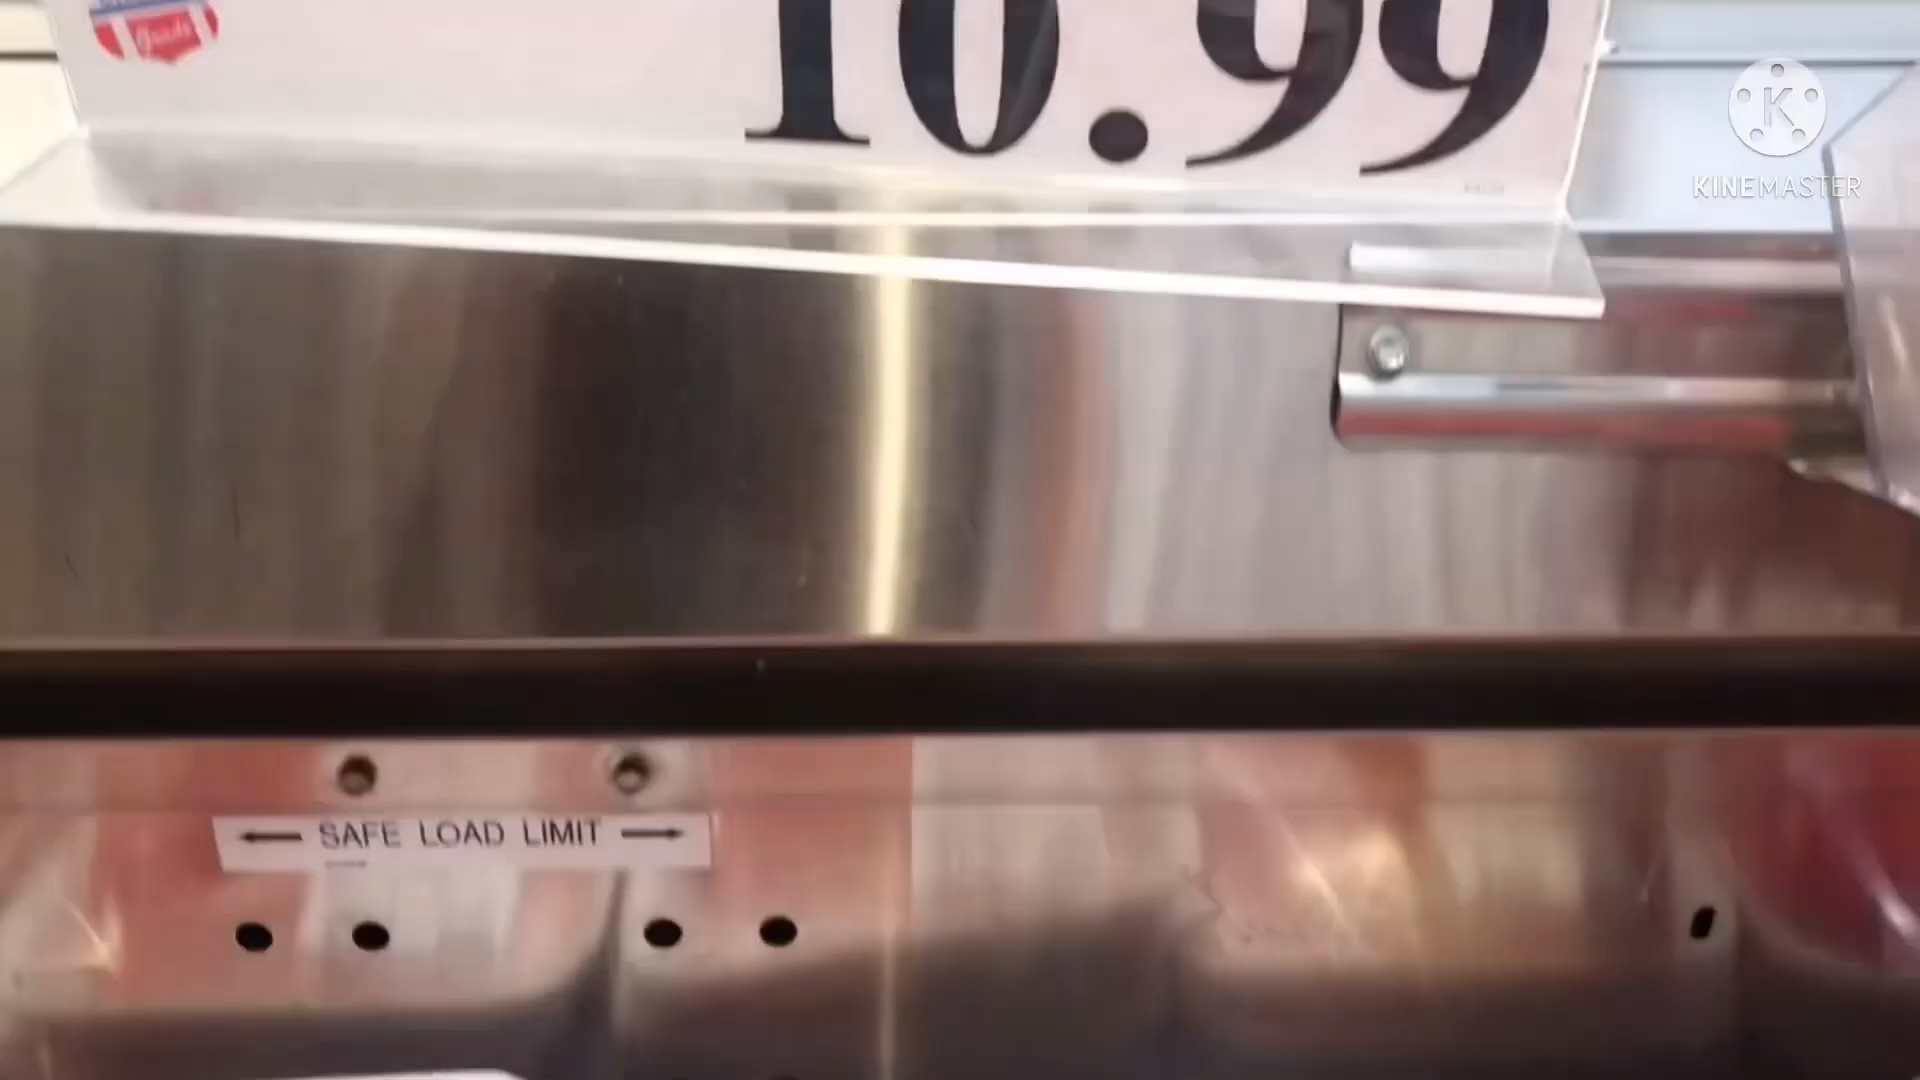 10.99
KINEMASTER
← SAFE LOAD LIMIT →